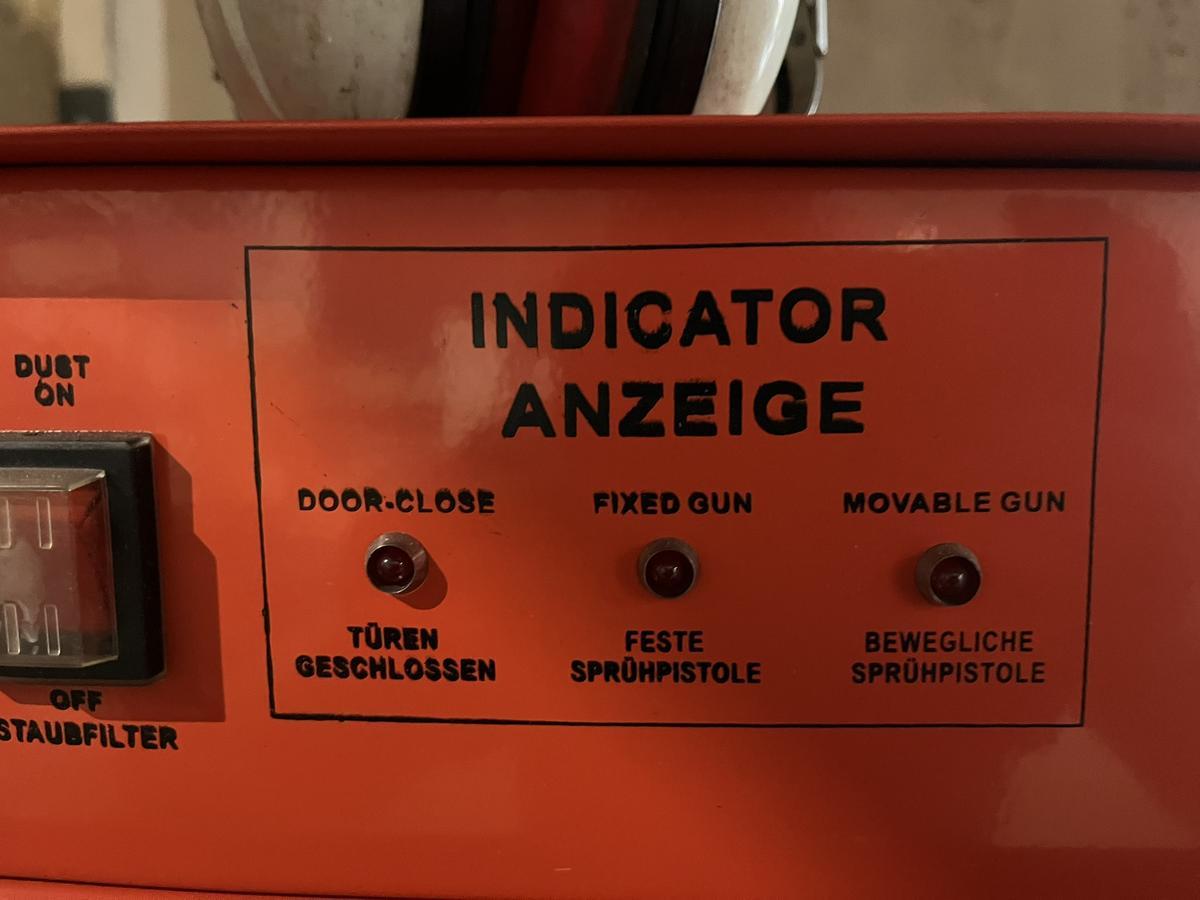 DUST
ON
OFF
STAUBFILTER
INDICATOR
ANZEIGE
DOOR-CLOSE
TÜREN
GESCHLOSSEN
FIXED GUN
FESTE
SPRÜHPISTOLE
MOVABLE GUN
BEWEGLICHE
SPRÜHPISTOLE